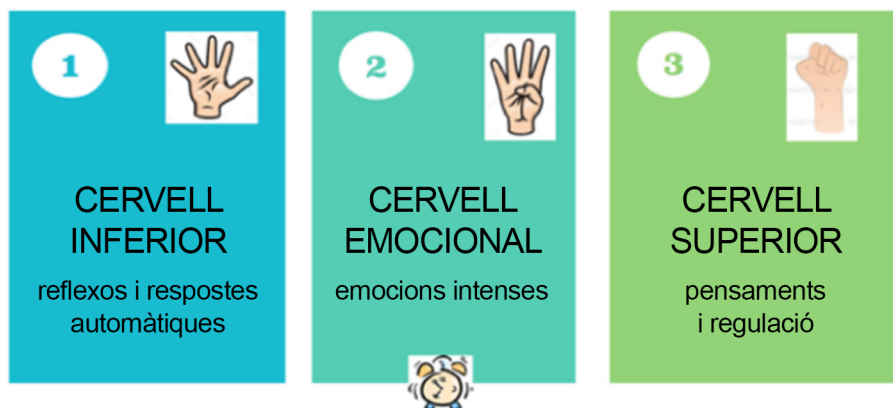 1
CERVELL
INFERIOR
reflexos i respostes
automàtiques
2
CERVELL
EMOCIONAL
emocions intenses
3
CERVELL
SUPERIOR
pensaments
i regulació